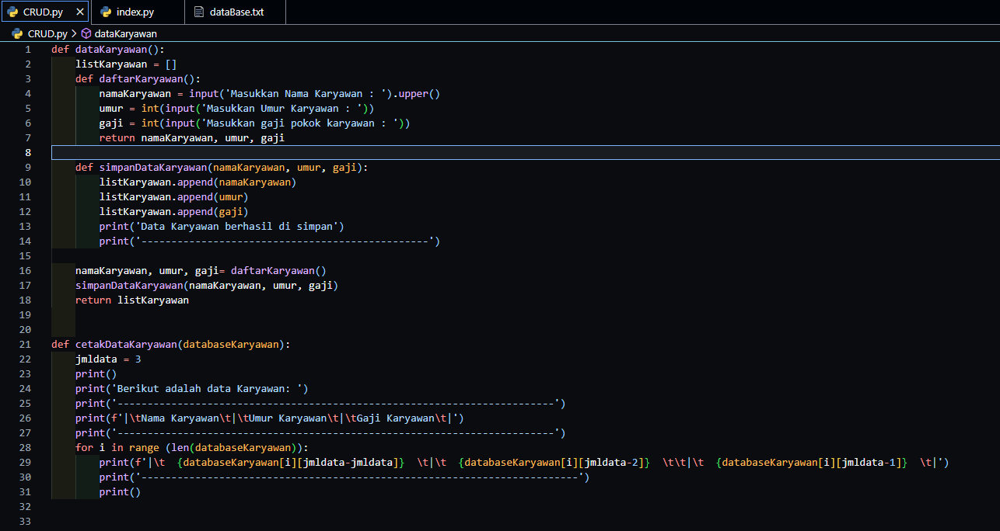 CRUD.py × index.py dataBase.txt
CRUD.py > dataKaryawan
1 def dataKaryawan():
2     listKaryawan = []
3     def daftarKaryawan():
4         namaKaryawan = input('Masukkan Nama Karyawan : ').upper()
5         umur = int(input('Masukkan Umur Karyawan : '))
6         gaji = int(input('Masukkan gaji pokok karyawan : '))
7         return namaKaryawan, umur, gaji
8
9     def simpanDataKaryawan(namaKaryawan, umur, gaji):
10         listKaryawan.append(namaKaryawan)
11         listKaryawan.append(umur)
12         listKaryawan.append(gaji)
13         print('Data Karyawan berhasil di simpan')
14         print('------------------------------------------------')
15
16     namaKaryawan, umur, gaji= daftarKaryawan()
17     simpanDataKaryawan(namaKaryawan, umur, gaji)
18     return listKaryawan
19
20
21 def cetakDataKaryawan(databaseKaryawan):
22     jmldata = 3
23     print()
24     print('Berikut adalah data Karyawan: ')
25     print('-------------------------------------------------------------------------')
26     print(f'|\tNama Karyawan\t|\tUmur Karyawan\t|\tGaji Karyawan\t|')
27     print('-------------------------------------------------------------------------')
28     for i in range (len(databaseKaryawan)):
29         print(f'|\t  {databaseKaryawan[i][jmldata-jmldata]}  \t|\t  {databaseKaryawan[i][jmldata-2]}  \t\t|\t  {databaseKaryawan[i][jmldata-1]}  \t|')
30         print('-------------------------------------------------------------------------')
31         print()
32
33